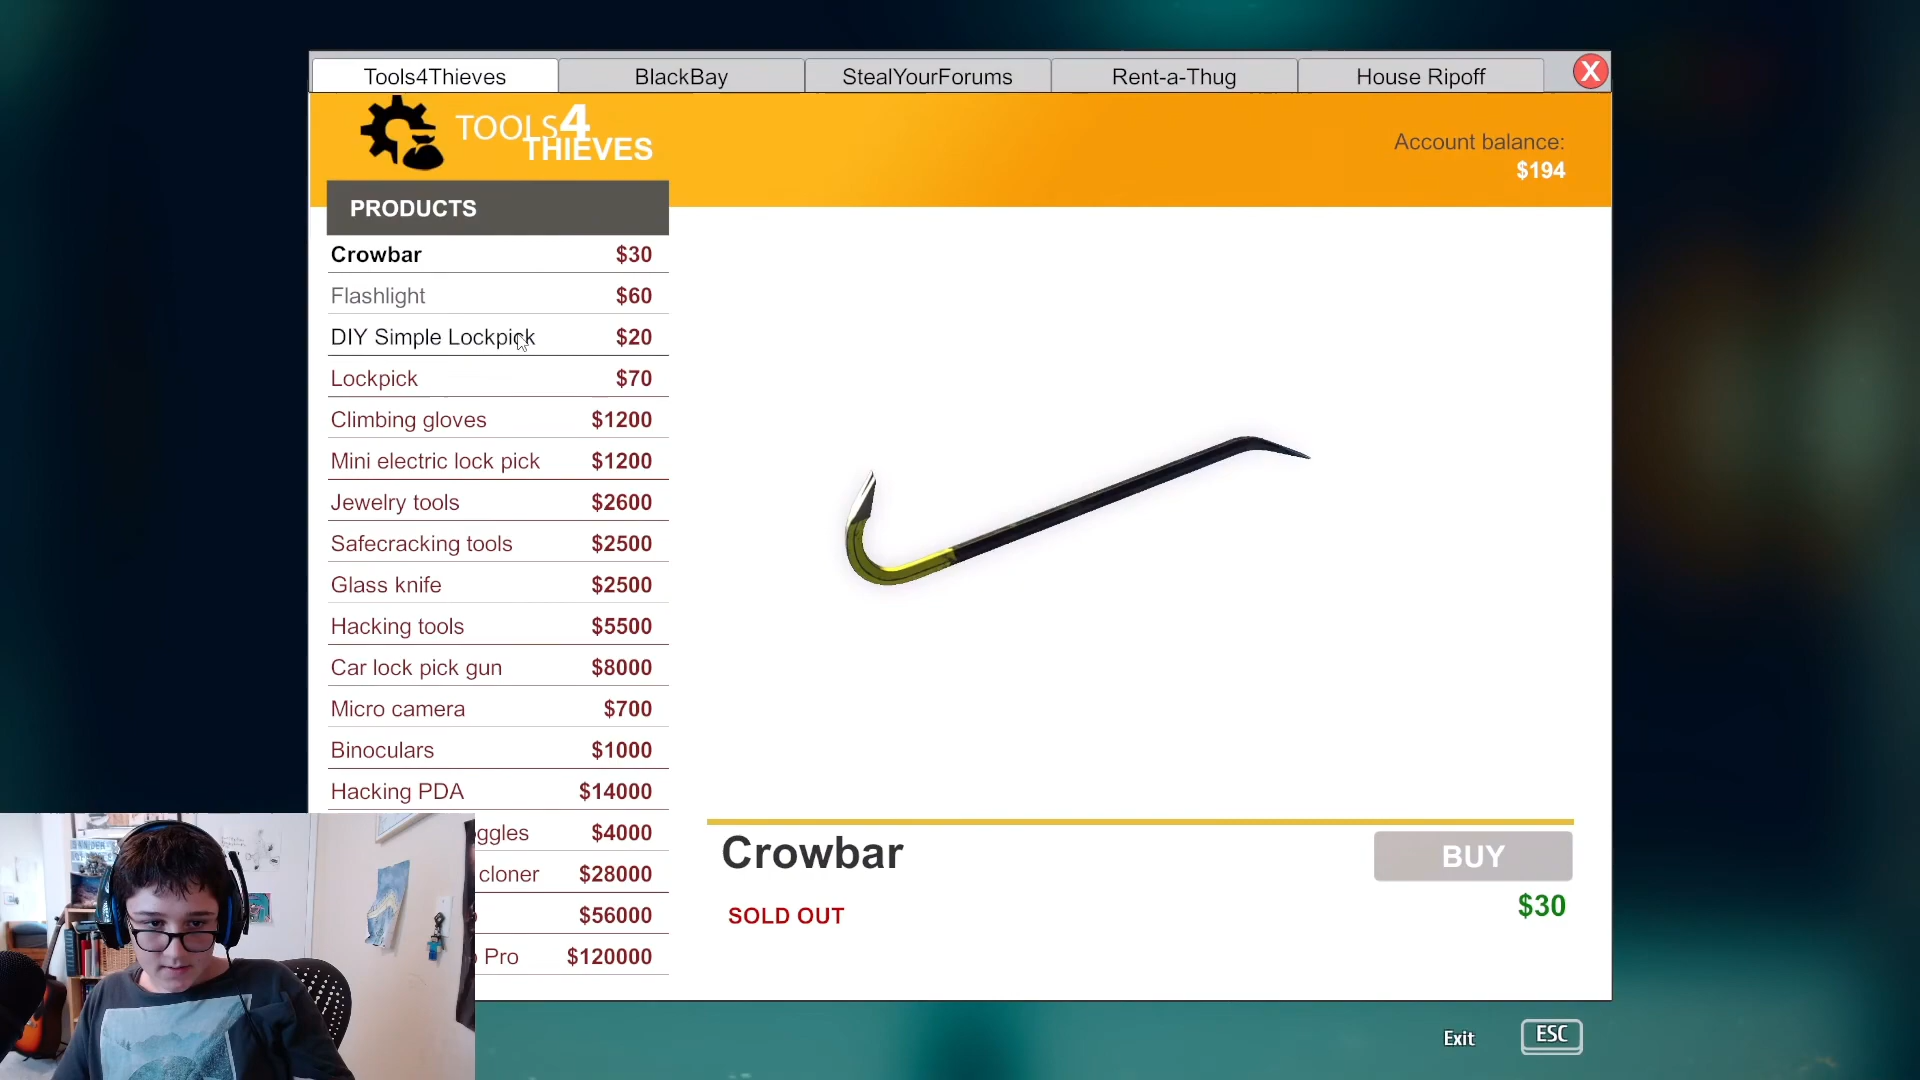 Tools4Thieves
BlackBay
StealYourForums
Rent-a-Thug
House Ripoff
X
TOOLS4
THIEVES
Account balance:
$194
PRODUCTS
Crowbar $30
Flashlight $60
DIY Simple Lockpick $20
Lockpick $70
Climbing gloves $1200
Mini electric lock pick $1200
Jewelry tools $2600
Safecracking tools $2500
Glass knife $2500
Hacking tools $5500
Car lock pick gun $8000
Micro camera $700
Binoculars $1000
Hacking PDA $14000
ggles $4000
cloner $28000
$56000
Pro $120000
Crowbar
BUY
SOLD OUT
$30
Exit ESC